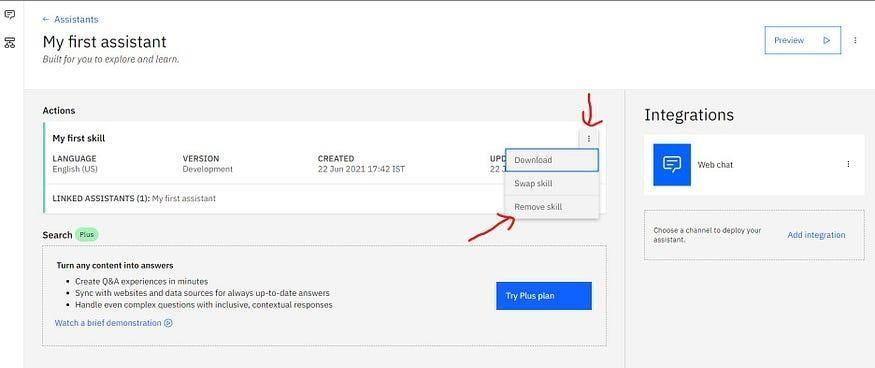 ← Assistants
My first assistant
Built for you to explore and learn.
Preview
Actions
My first skill
LANGUAGE
English (US)
VERSION
Development
CREATED
22 Jun 2021 17:42 IST
UPD
22 J
Download
Swap skill
Remove skill
LINKED ASSISTANTS (1): My first assistant
Search Plus
Turn any content into answers
• Create Q&A experiences in minutes
• Sync with websites and data sources for always up-to-date answers
• Handle even complex questions with inclusive, contextual responses
Watch a brief demonstration
Try Plus plan
Integrations
Web chat
Choose a channel to deploy your
assistant.
Add integration